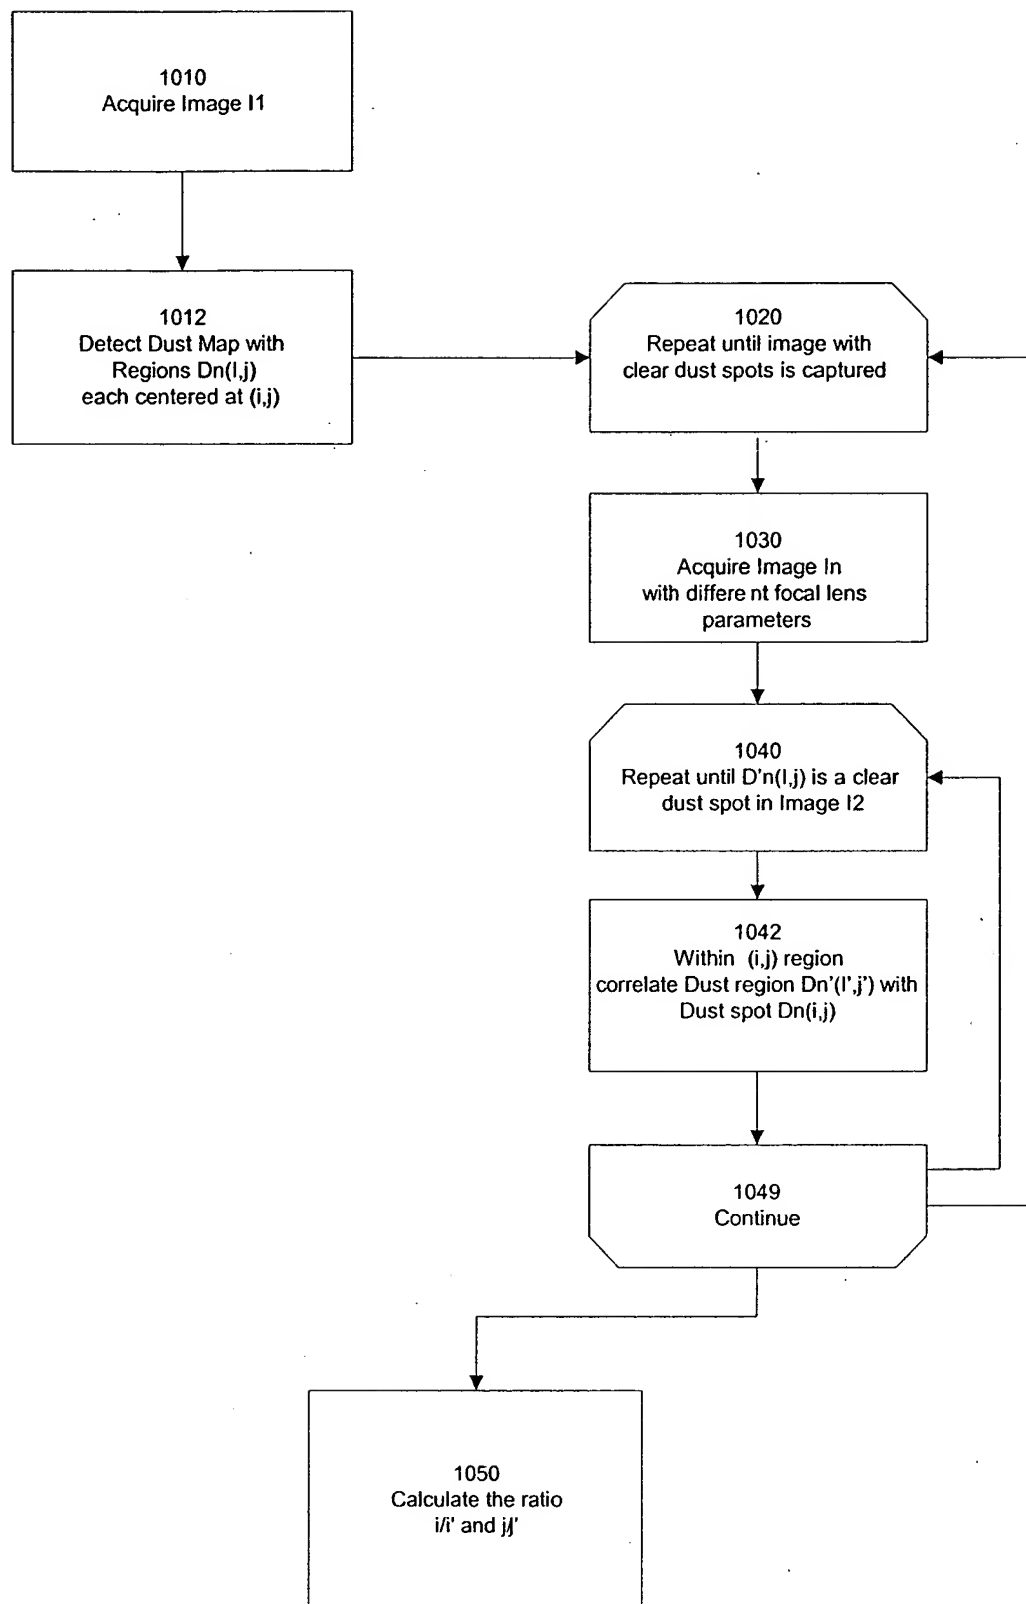 1010
Acquire Image I1
1012
Detect Dust Map with
Regions Dn(I,j)
each centered at (i,j)
1020
Repeat until image with
clear dust spots is captured
1030
Acquire Image In
with differe nt focal lens
parameters
1040
Repeat until D'n(I,j) is a clear
dust spot in Image I2
1042
Within (i,j) region
correlate Dust region Dn'(I',j') with
Dust spot Dn(i,j)
1049
Continue
1050
Calculate the ratio
i/i' and j/j'